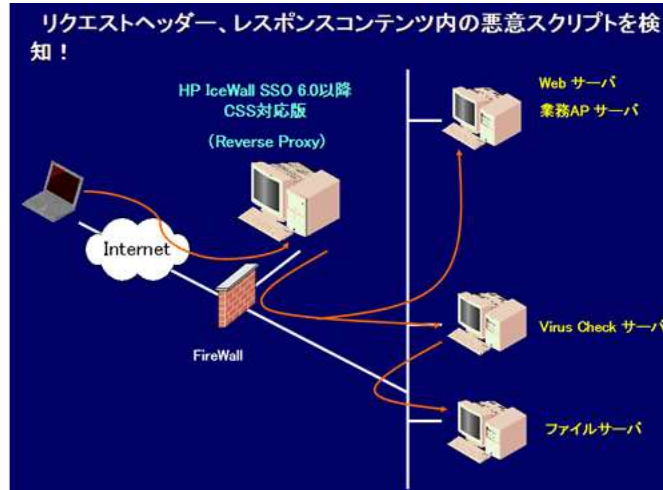 リクエストヘッダー、レスポンスコンテンツ内の悪意スクリプトを検
知！
HP IceWall SSO 6.0以降
CSS対応版
（Reverse Proxy）
Web サーバ
業務AP サーバ
Internet
FireWall
Virus Check サーバ
ファイルサーバ